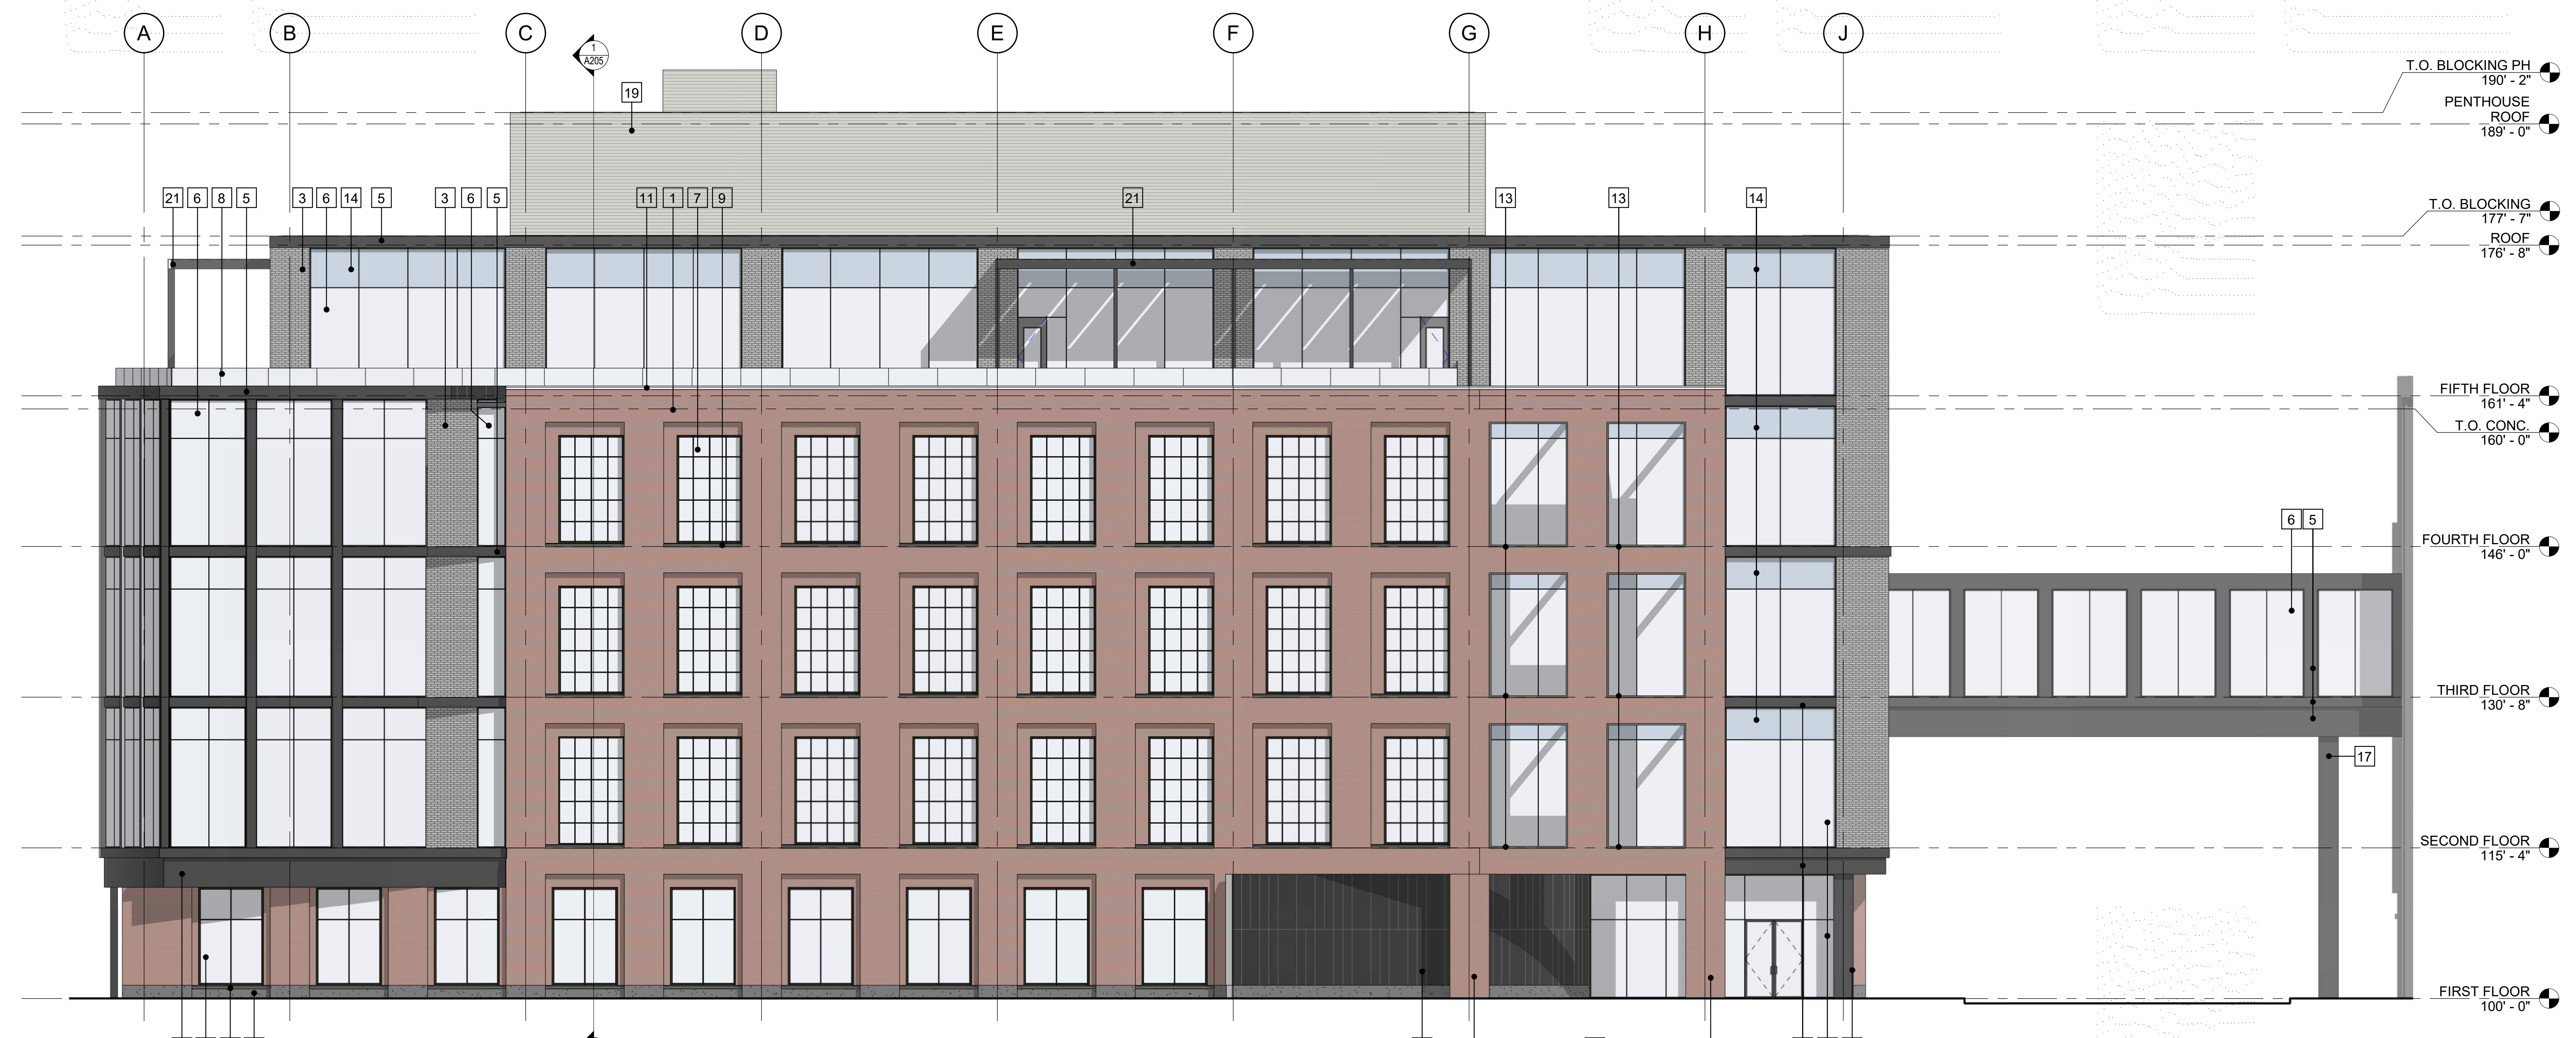 A
B
C
D
E
F
G
H
J
1
A205
T.O. BLOCKING PH
190' - 2"
19
PENTHOUSE
ROOF
189' - 0"
21
6
8
5
3
6
14
5
3
6
5
11
1
7
9
21
13
13
14
T.O. BLOCKING
177' - 7"
ROOF
176' - 8"
FIFTH FLOOR
161' - 4"
T.O. CONC.
160' - 0"
6
5
FOURTH FLOOR
146' - 0"
THIRD FLOOR
130' - 8"
17
SECOND FLOOR
115' - 4"
FIRST FLOOR
100' - 0"